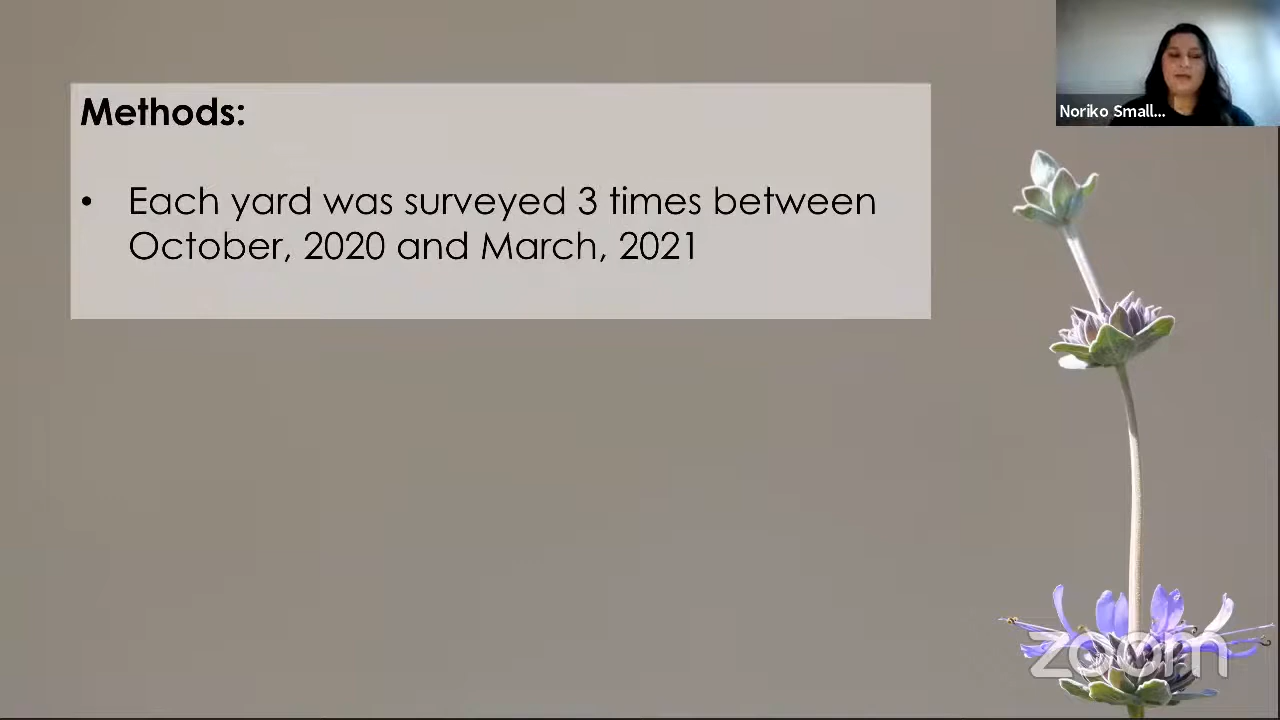 Noriko Small...
Methods:
• Each yard was surveyed 3 times between
October, 2020 and March, 2021
zoom